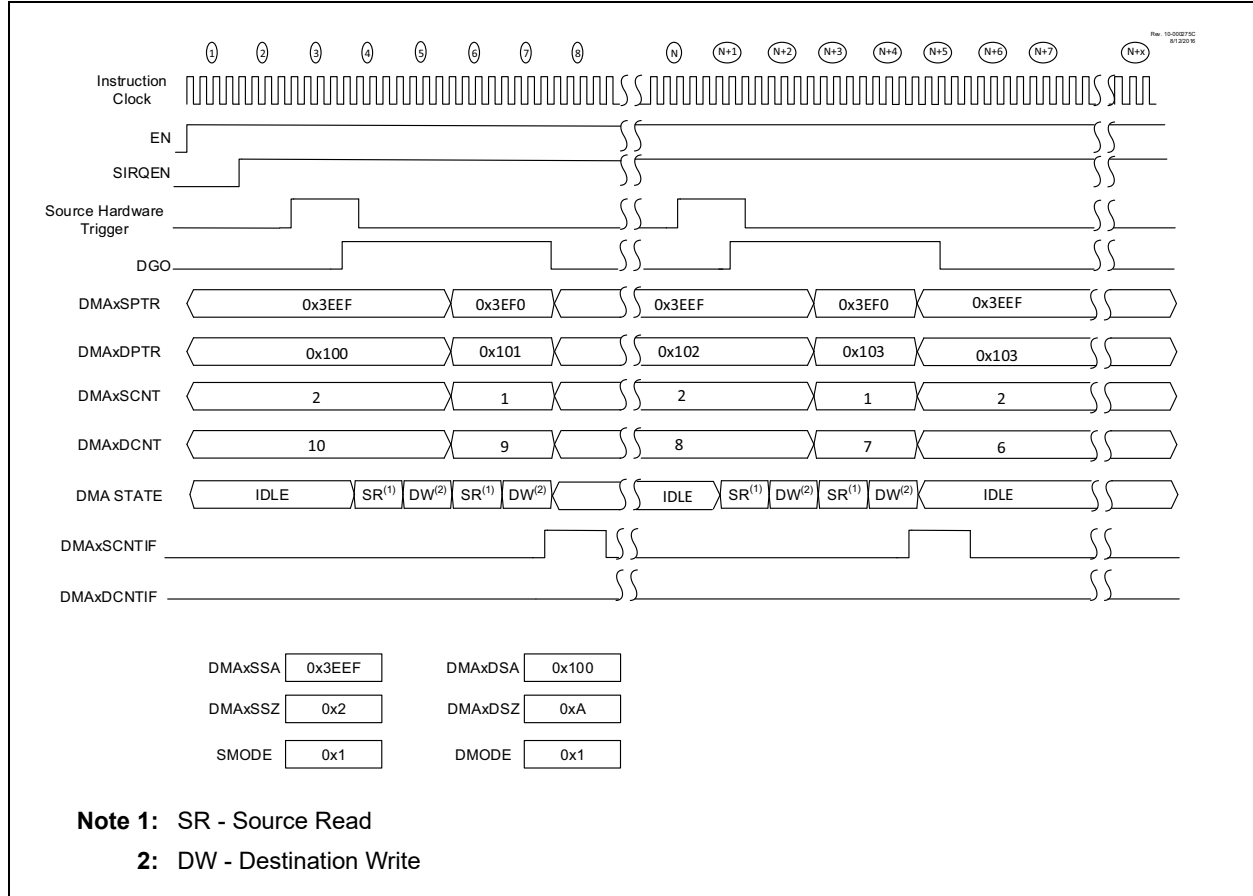 Rev. 10-000275C
8/12/2016
1 2 3 4 5 6 7 8 N N+1 N+2 N+3 N+4 N+5 N+6 N+7 N+x
Instruction
Clock
EN
SIRQEN
Source Hardware
Trigger
DGO
DMAxSPTR 0x3EEF 0x3EF0 0x3EEF 0x3EF0 0x3EEF
DMAxDPTR 0x100 0x101 0x102 0x103 0x103
DMAxSCNT 2 1 2 1 2
DMAxDCNT 10 9 8 7 6
DMA STATE IDLE SR(1) DW(2) SR(1) DW(2) IDLE SR(1) DW(2) SR(1) DW(2) IDLE
DMAxSCNTIF
DMAxDCNTIF
DMAxSSA 0x3EEF DMAxDSA 0x100
DMAxSSZ 0x2 DMAxDSZ 0xA
SMODE 0x1 DMODE 0x1
Note 1: SR - Source Read
2: DW - Destination Write